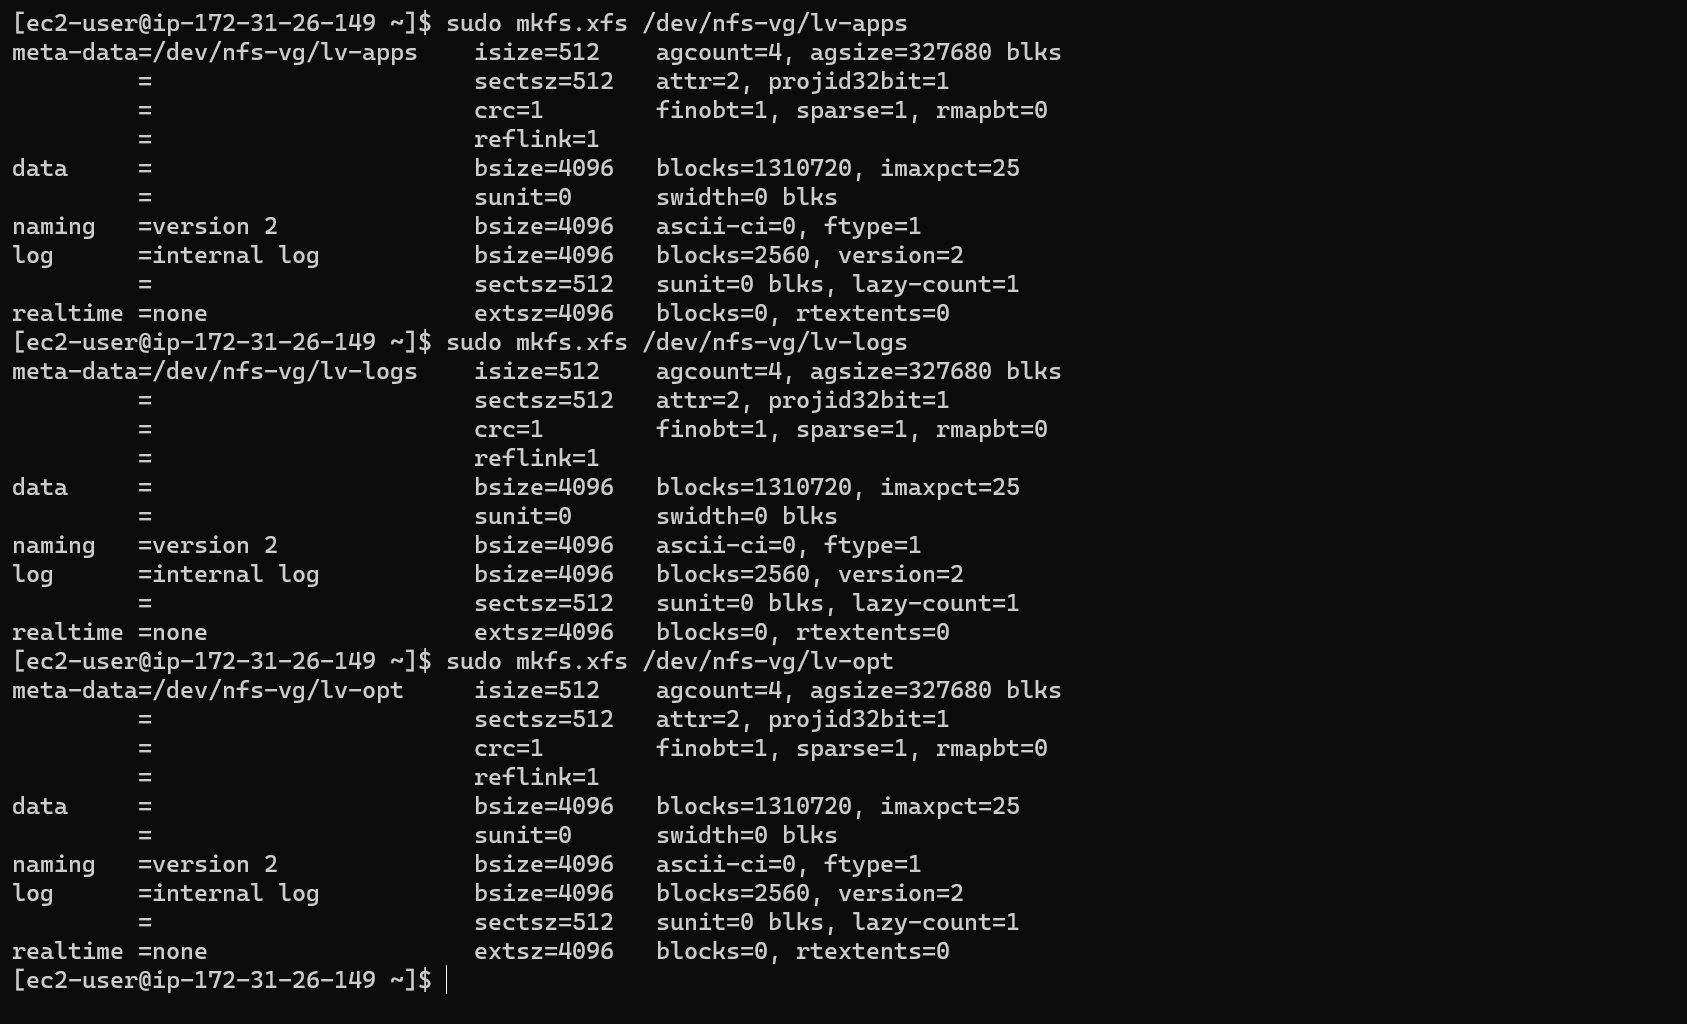 [ec2-user@ip-172-31-26-149 ~]$ sudo mkfs.xfs /dev/nfs-vg/lv-apps
meta-data=/dev/nfs-vg/lv-apps    isize=512    agcount=4, agsize=327680 blks
         =                       sectsz=512   attr=2, projid32bit=1
         =                       crc=1        finobt=1, sparse=1, rmapbt=0
         =                       reflink=1
data     =                       bsize=4096   blocks=1310720, imaxpct=25
         =                       sunit=0      swidth=0 blks
naming   =version 2              bsize=4096   ascii-ci=0, ftype=1
log      =internal log           bsize=4096   blocks=2560, version=2
         =                       sectsz=512   sunit=0 blks, lazy-count=1
realtime =none                   extsz=4096   blocks=0, rtextents=0
[ec2-user@ip-172-31-26-149 ~]$ sudo mkfs.xfs /dev/nfs-vg/lv-logs
meta-data=/dev/nfs-vg/lv-logs    isize=512    agcount=4, agsize=327680 blks
         =                       sectsz=512   attr=2, projid32bit=1
         =                       crc=1        finobt=1, sparse=1, rmapbt=0
         =                       reflink=1
data     =                       bsize=4096   blocks=1310720, imaxpct=25
         =                       sunit=0      swidth=0 blks
naming   =version 2              bsize=4096   ascii-ci=0, ftype=1
log      =internal log           bsize=4096   blocks=2560, version=2
         =                       sectsz=512   sunit=0 blks, lazy-count=1
realtime =none                   extsz=4096   blocks=0, rtextents=0
[ec2-user@ip-172-31-26-149 ~]$ sudo mkfs.xfs /dev/nfs-vg/lv-opt
meta-data=/dev/nfs-vg/lv-opt     isize=512    agcount=4, agsize=327680 blks
         =                       sectsz=512   attr=2, projid32bit=1
         =                       crc=1        finobt=1, sparse=1, rmapbt=0
         =                       reflink=1
data     =                       bsize=4096   blocks=1310720, imaxpct=25
         =                       sunit=0      swidth=0 blks
naming   =version 2              bsize=4096   ascii-ci=0, ftype=1
log      =internal log           bsize=4096   blocks=2560, version=2
         =                       sectsz=512   sunit=0 blks, lazy-count=1
realtime =none                   extsz=4096   blocks=0, rtextents=0
[ec2-user@ip-172-31-26-149 ~]$